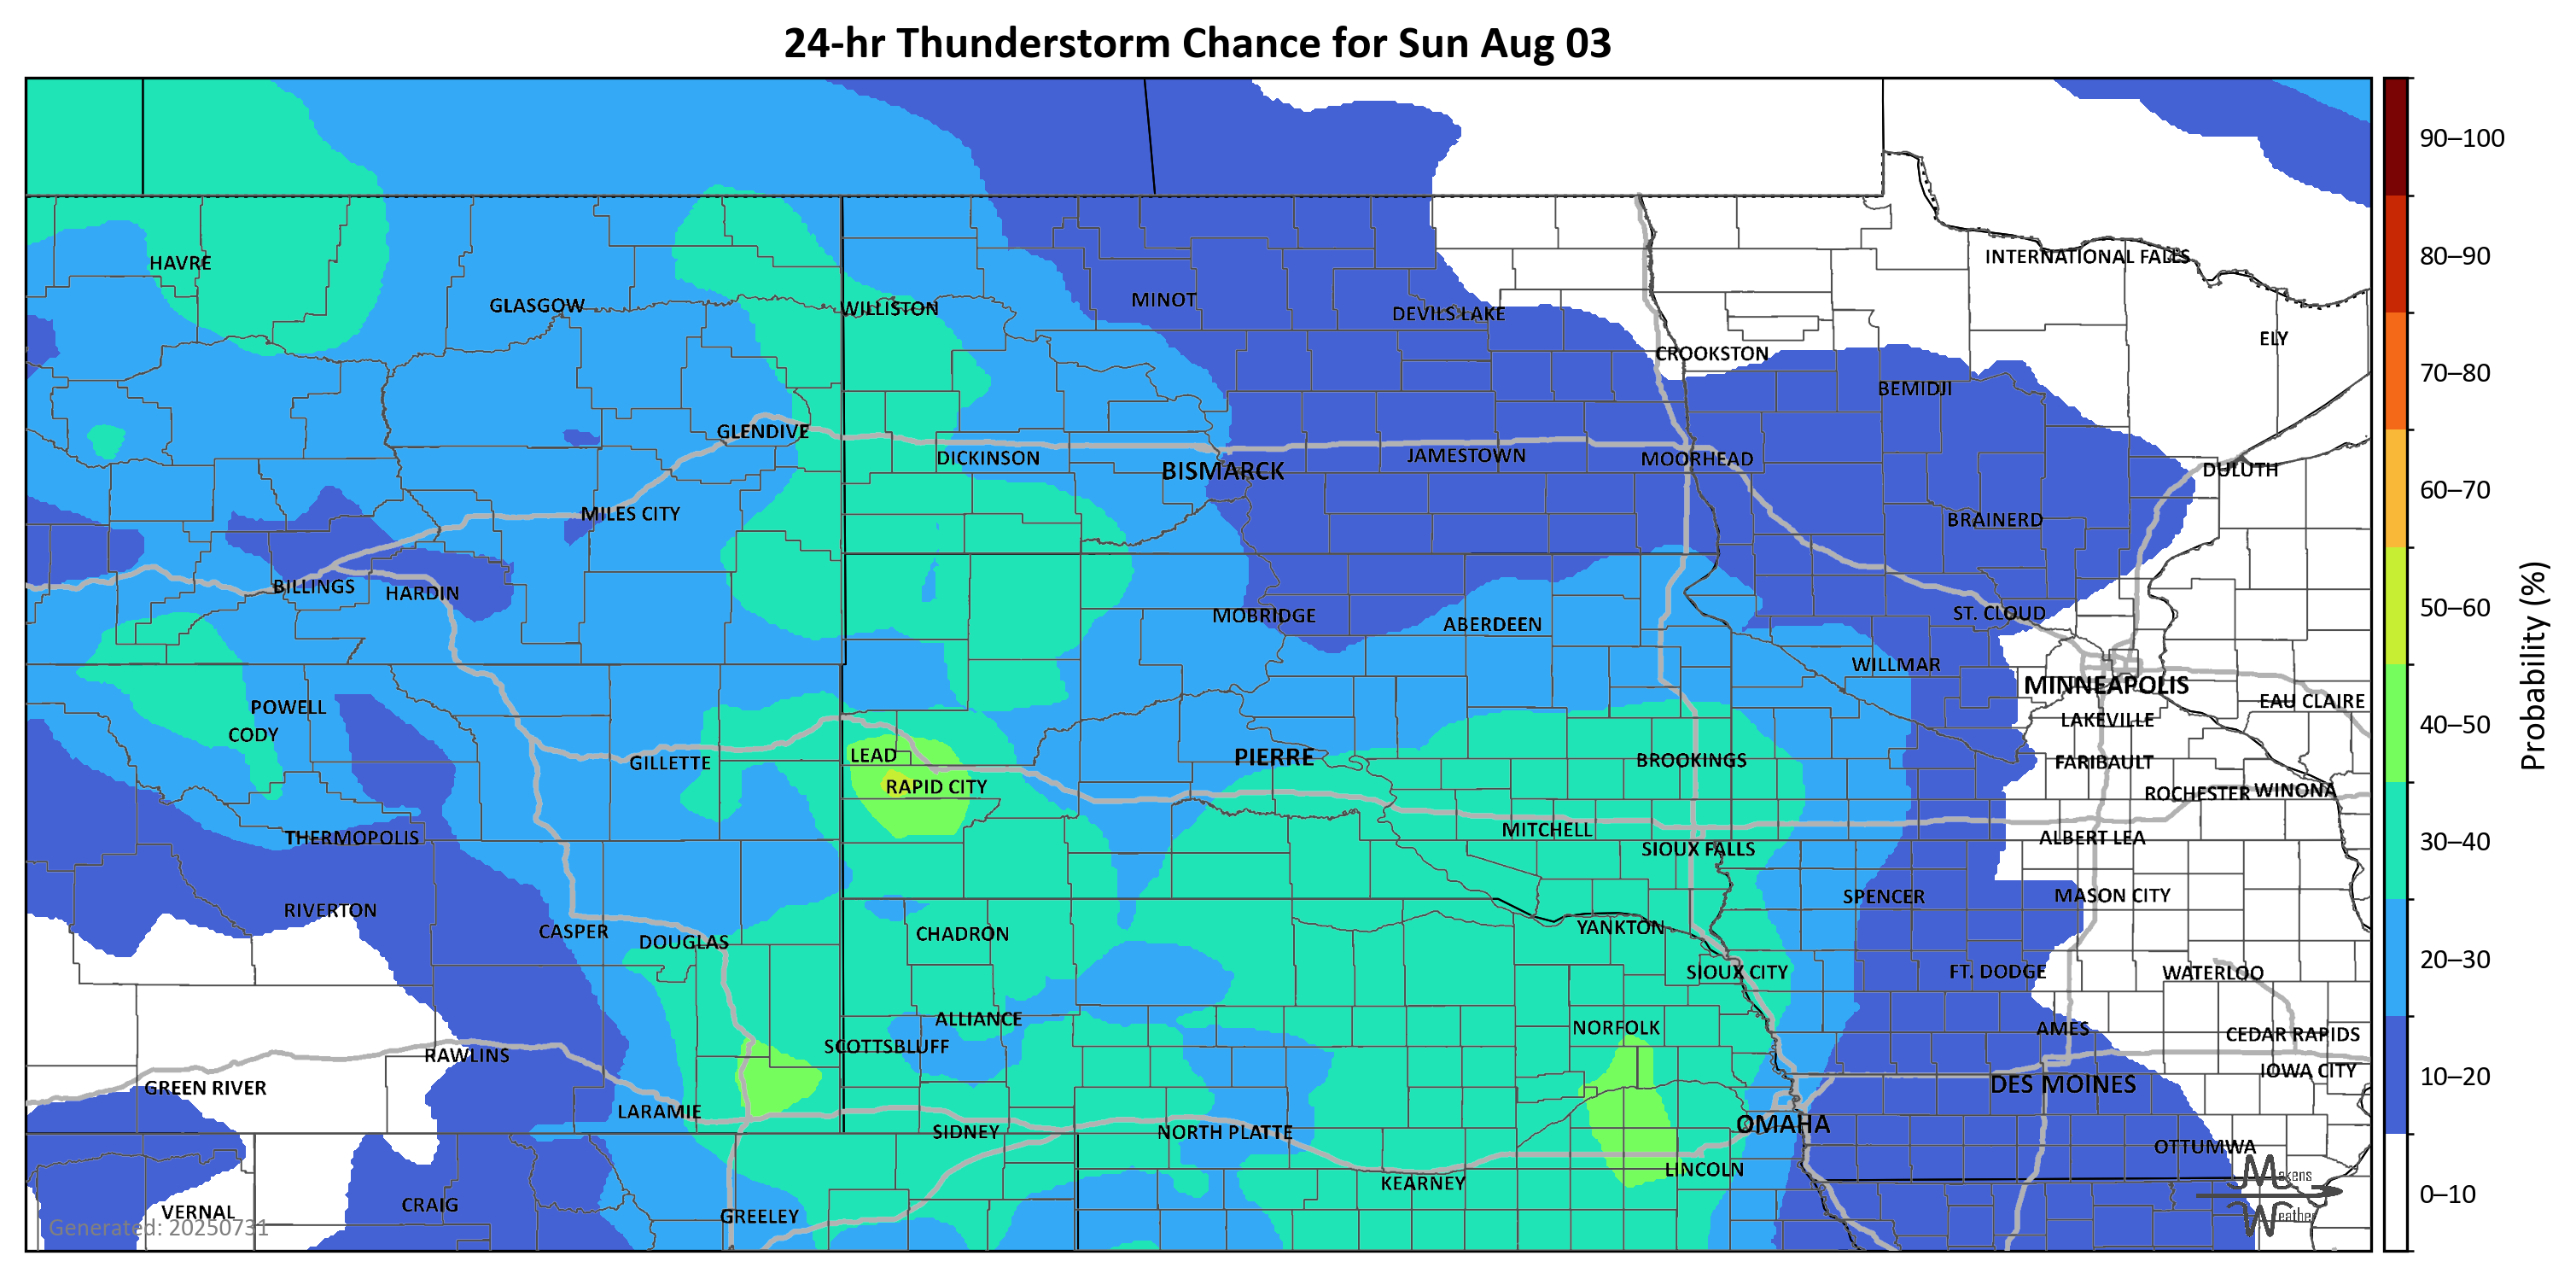 24-hr Thunderstorm Chance for Sun Aug 03
90–100
80–90
70–80
60–70
50–60
40–50
30–40
20–30
10–20
0–10
Probability (%)
HAVRE
INTERNATIONAL FALLS
GLASGOW
WILLISTON
MINOT
DEVILS LAKE
ELY
CROOKSTON
BEMIDJI
GLENDIVE
DICKINSON
BISMARCK
JAMESTOWN
MOORHEAD
DULUTH
MILES CITY
BRAINERD
BILLINGS
HARDIN
MOBRIDGE
ABERDEEN
ST. CLOUD
WILLMAR
MINNEAPOLIS
POWELL
EAU CLAIRE
CODY
LAKEVILLE
GILLETTE
LEAD
PIERRE
BROOKINGS
FARIBAULT
RAPID CITY
ROCHESTER
WINONA
THERMOPOLIS
MITCHELL
ALBERT LEA
SIOUX FALLS
RIVERTON
SPENCER
MASON CITY
CASPER
DOUGLAS
CHADRON
YANKTON
SIOUX CITY
FT. DODGE
WATERLOO
ALLIANCE
NORFOLK
AMES
CEDAR RAPIDS
RAWLINS
SCOTTSBLUFF
GREEN RIVER
IOWA CITY
DES MOINES
LARAMIE
SIDNEY
NORTH PLATTE
OMAHA
OTTUMWA
LINCOLN
KEARNEY
VERNAL
CRAIG
GREELEY
Makens
Weather
Generated: 20250731